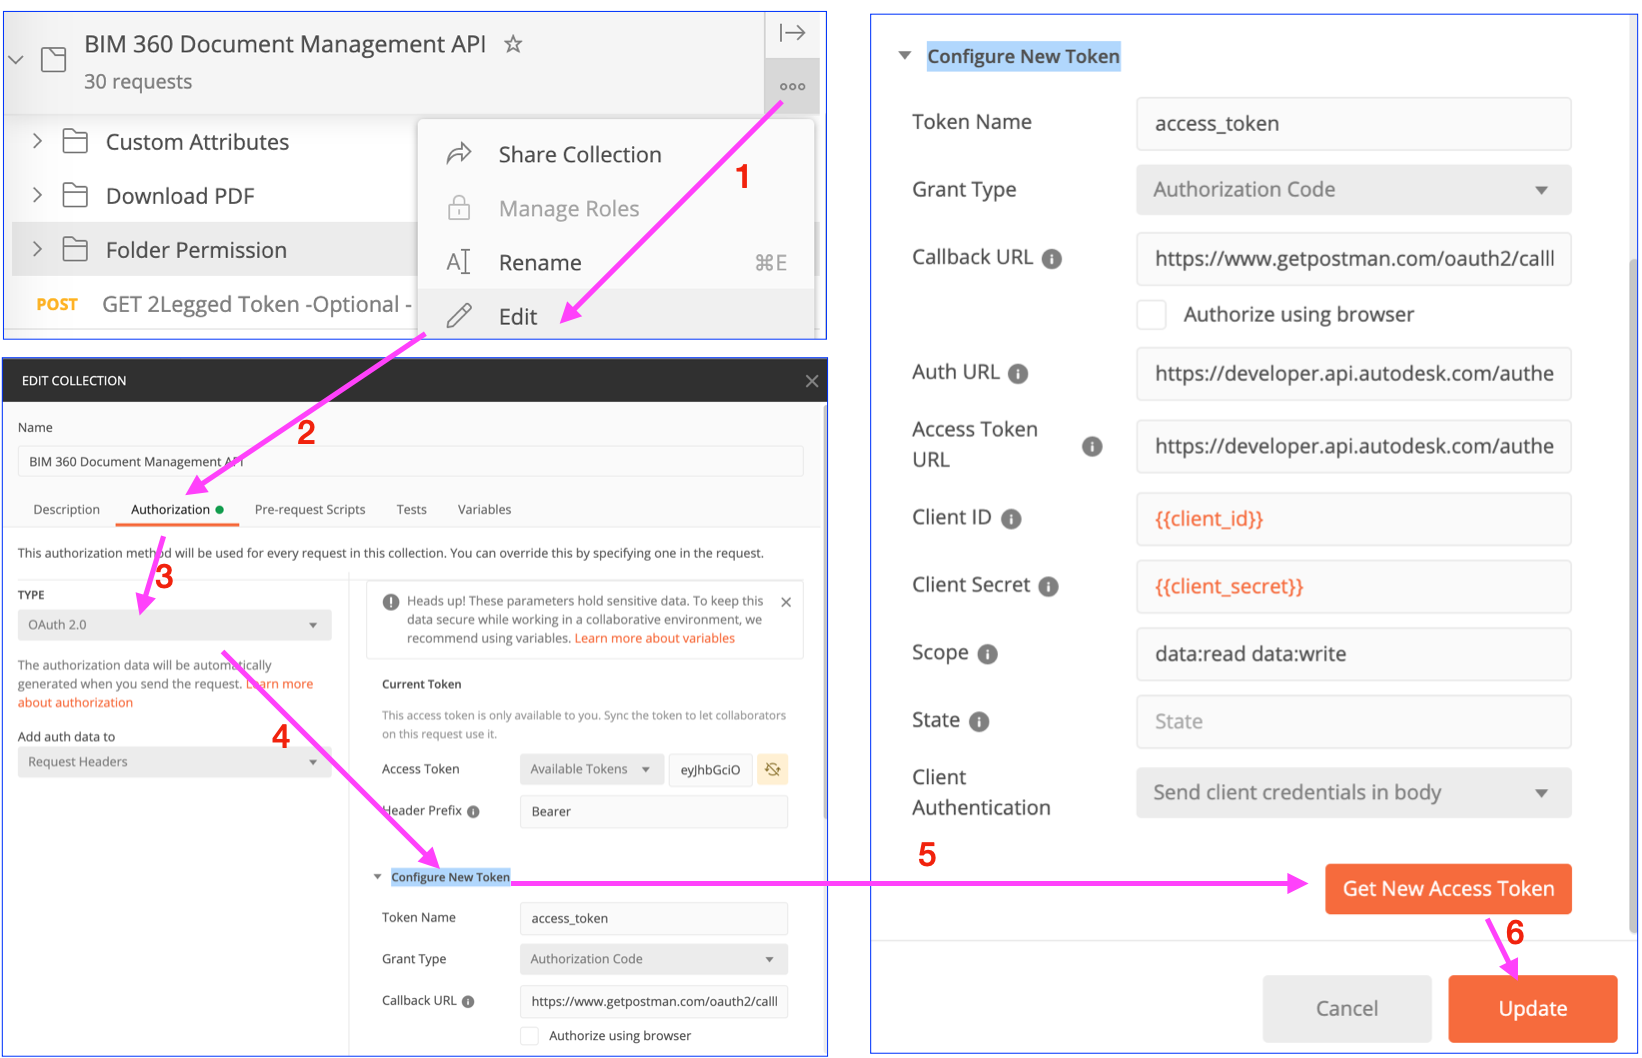 BIM 360 Document Management API
30 requests
Custom Attributes
Download PDF
Folder Permission
POST GET 2Legged Token -Optional -
Share Collection
Manage Roles
Rename ⌘E
Edit
1
2
EDIT COLLECTION
Name
BIM 360 Document Management API
Description Authorization Pre-request Scripts Tests Variables
This authorization method will be used for every request in this collection. You can override this by specifying one in the request.
3
TYPE
OAuth 2.0
The authorization data will be automatically
generated when you send the request. Learn more
about authorization
Add auth data to
Request Headers
4
Heads up! These parameters hold sensitive data. To keep this
data secure while working in a collaborative environment, we
recommend using variables. Learn more about variables
Current Token
This access token is only available to you. Sync the token to let collaborators
on this request use it.
Access Token Available Tokens eyJhbGciO
Header Prefix Bearer
Configure New Token
Token Name access_token
Grant Type Authorization Code
Callback URL https://www.getpostman.com/oauth2/call
Authorize using browser
Configure New Token
Token Name access_token
Grant Type Authorization Code
Callback URL https://www.getpostman.com/oauth2/call
Authorize using browser
Auth URL https://developer.api.autodesk.com/authe
Access Token
URL https://developer.api.autodesk.com/authe
Client ID {{client_id}}
Client Secret {{client_secret}}
Scope data:read data:write
State State
Client
Authentication Send client credentials in body
5
Get New Access Token
6
Cancel Update